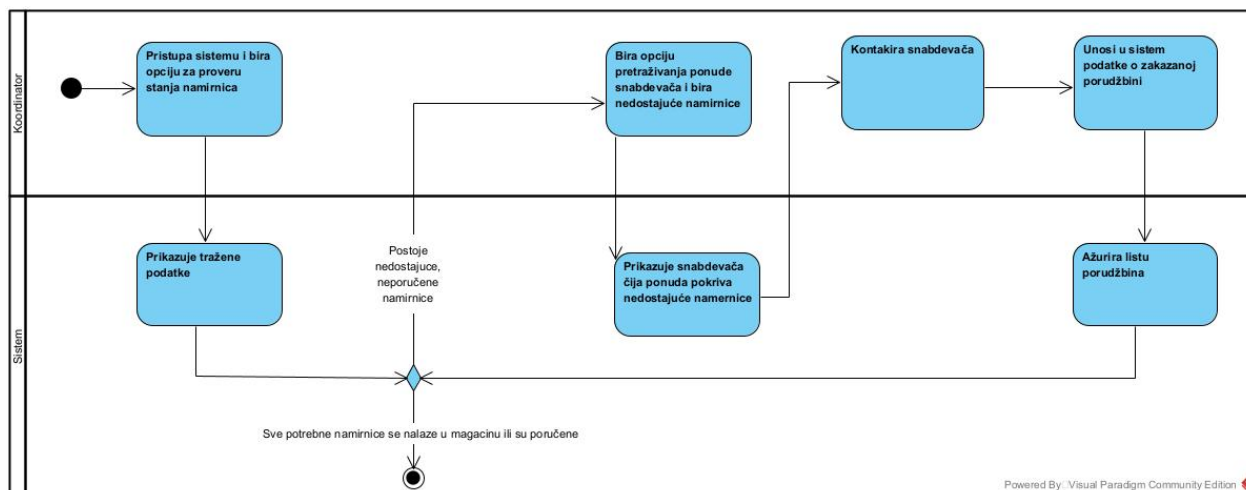 Koordinator
Pristupa sistemu i bira
opciju za proveru
stanja namirnica
Bira opciju
pretraživanja ponude
snabdevača i bira
nedostajuće namirnice
Kontakira snabdevača
Unosi u sistem
podatke o zakazanoj
porudžbini
Sistem
Prikazuje tražene
podatke
Postoje
nedostajuce,
neporučene
namirnice
Prikazuje snabdevača
čija ponuda pokriva
nedostajuće namernice
Ažurira listu
porudžbina
Sve potrebne namirnice se nalaze u magacinu ili su poručene
Powered By Visual Paradigm Community Edition